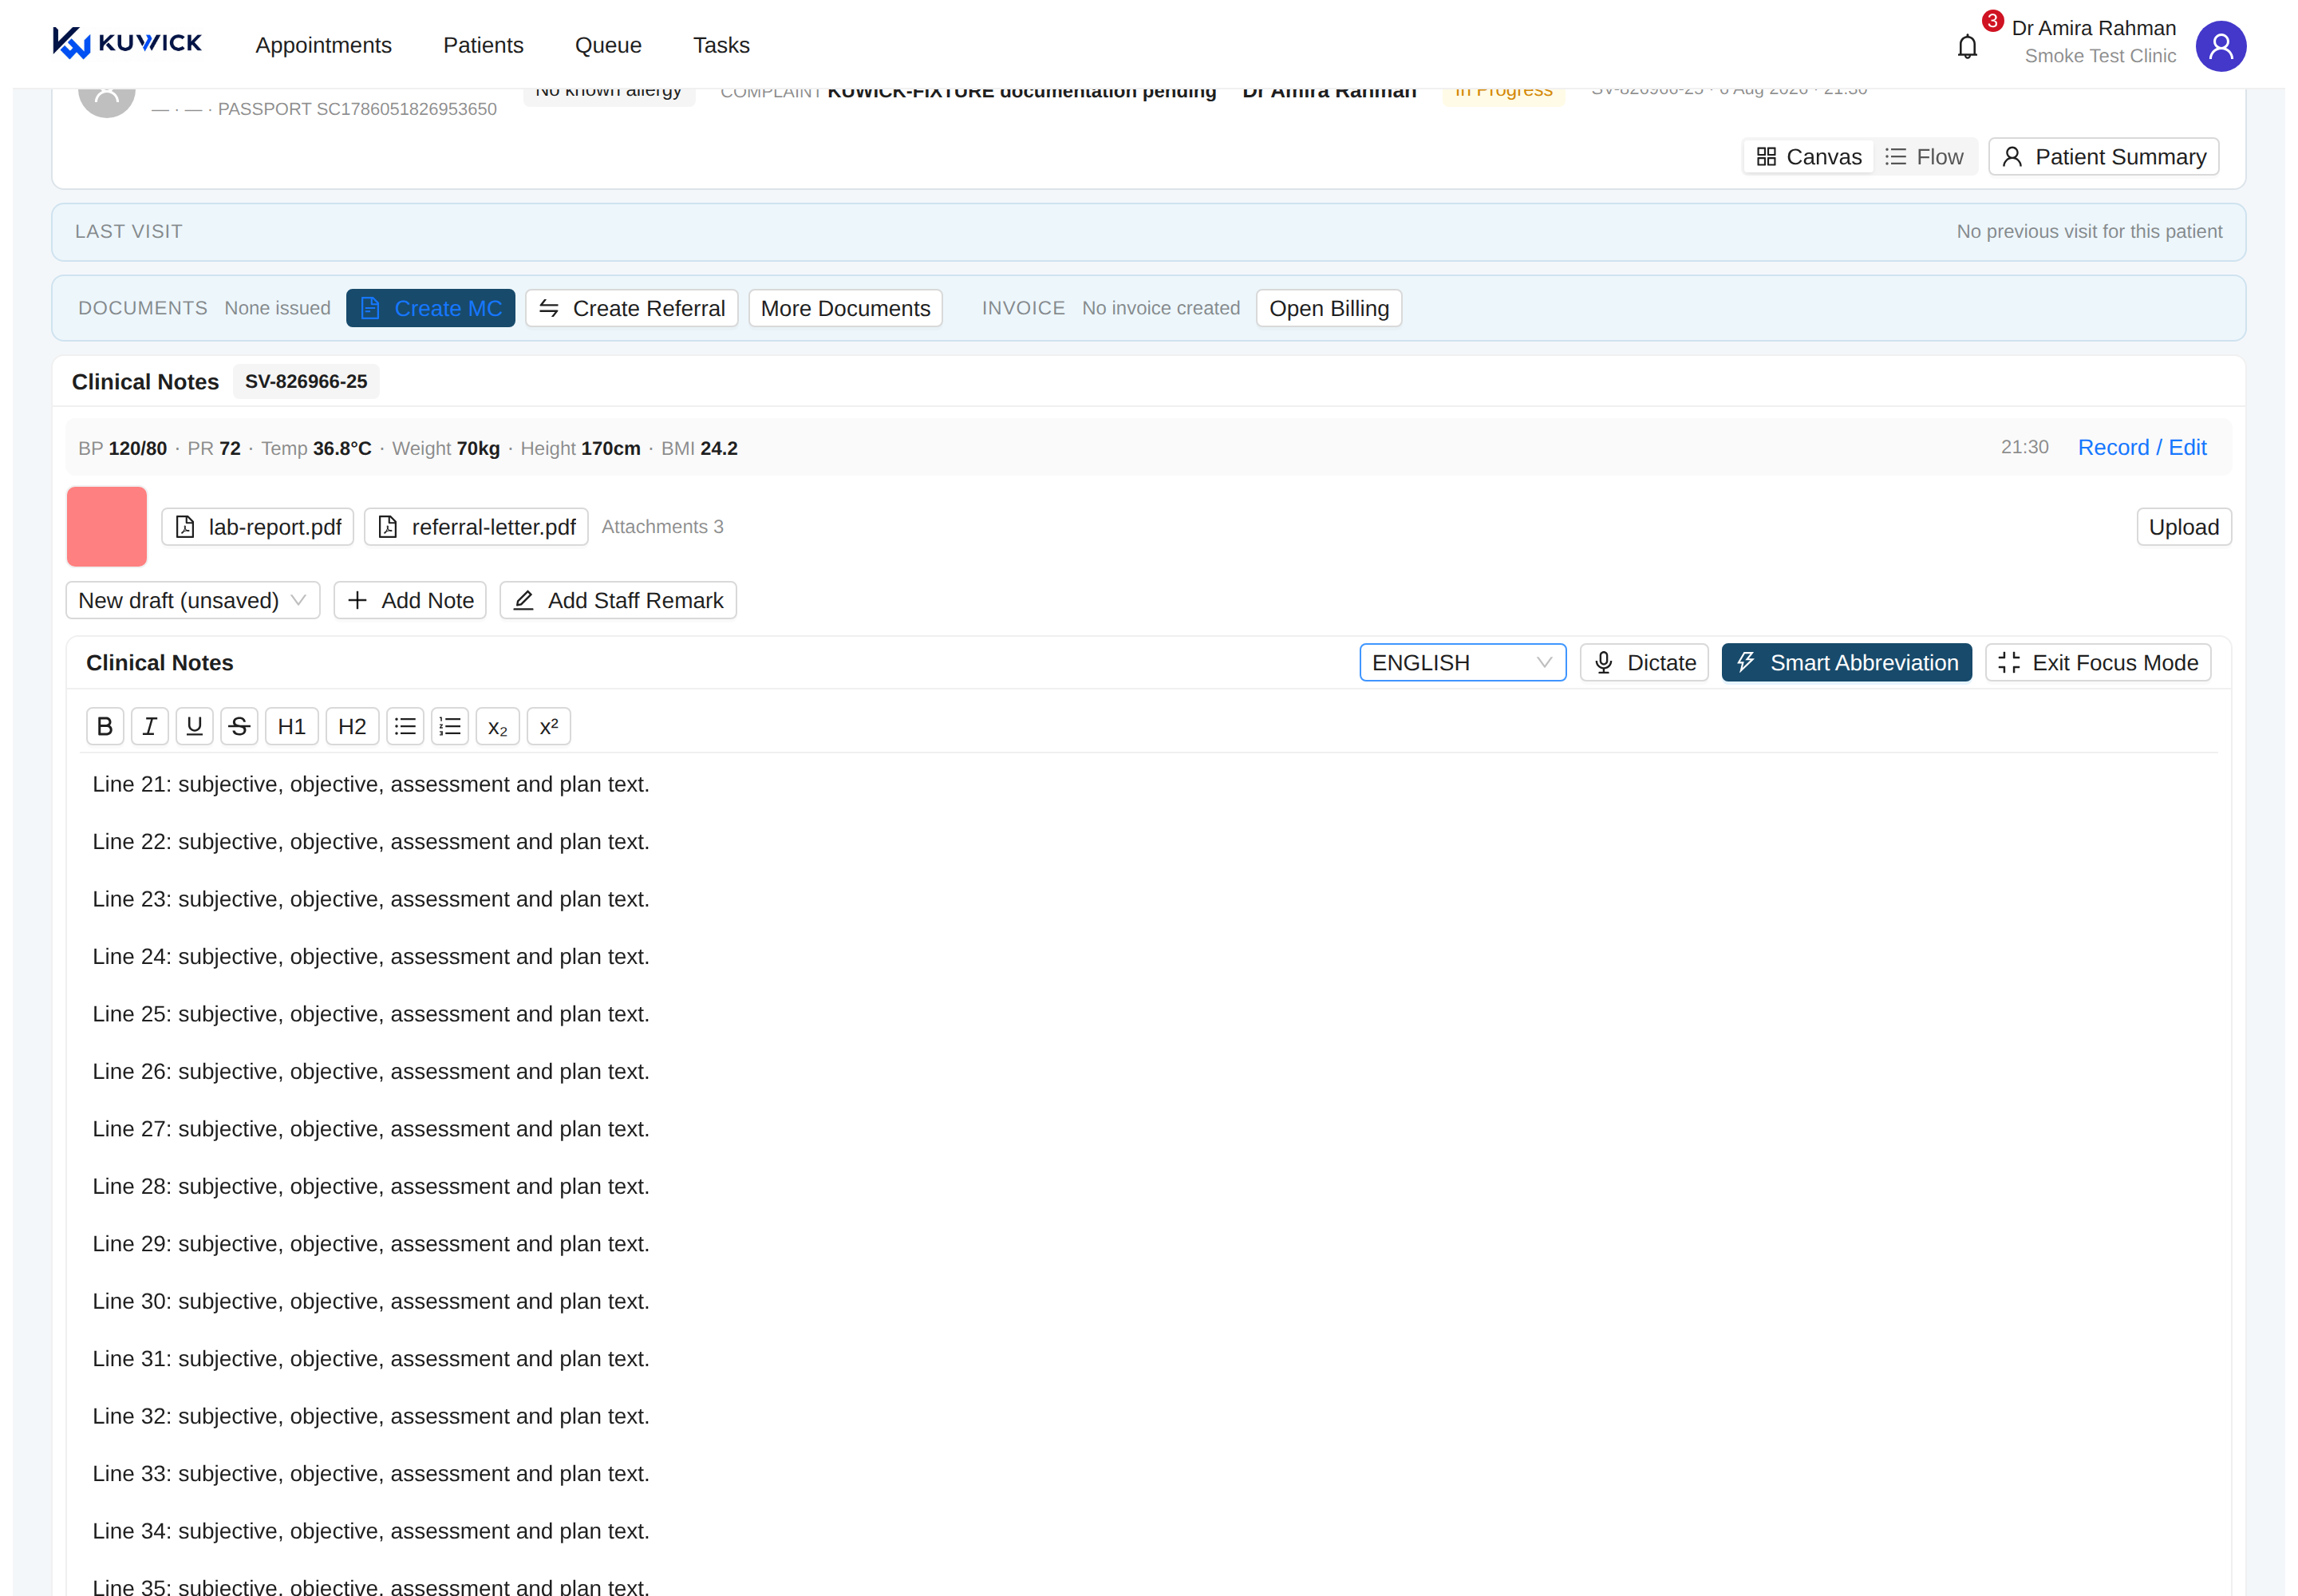 KUWICK
Appointments
Patients
Queue
Tasks
3
Dr Amira Rahman
Smoke Test Clinic
No known allergy
COMPLAINT KUWICK-FIXTURE documentation pending
Dr Amira Rahman
In Progress
SV-826966-25 · 6 Aug 2026 · 21:30
— · — · PASSPORT SC1786051826953650
Canvas
Flow
Patient Summary
LAST VISIT
No previous visit for this patient
DOCUMENTS
None issued
Create MC
Create Referral
More Documents
INVOICE
No invoice created
Open Billing
Clinical Notes
SV-826966-25
BP 120/80 · PR 72 · Temp 36.8°C · Weight 70kg · Height 170cm · BMI 24.2
21:30
Record / Edit
lab-report.pdf
referral-letter.pdf
Attachments 3
Upload
New draft (unsaved)
Add Note
Add Staff Remark
Clinical Notes
ENGLISH
Dictate
Smart Abbreviation
Exit Focus Mode
B I U S H1 H2 x₂ x²
Line 21: subjective, objective, assessment and plan text.
Line 22: subjective, objective, assessment and plan text.
Line 23: subjective, objective, assessment and plan text.
Line 24: subjective, objective, assessment and plan text.
Line 25: subjective, objective, assessment and plan text.
Line 26: subjective, objective, assessment and plan text.
Line 27: subjective, objective, assessment and plan text.
Line 28: subjective, objective, assessment and plan text.
Line 29: subjective, objective, assessment and plan text.
Line 30: subjective, objective, assessment and plan text.
Line 31: subjective, objective, assessment and plan text.
Line 32: subjective, objective, assessment and plan text.
Line 33: subjective, objective, assessment and plan text.
Line 34: subjective, objective, assessment and plan text.
Line 35: subjective, objective, assessment and plan text.